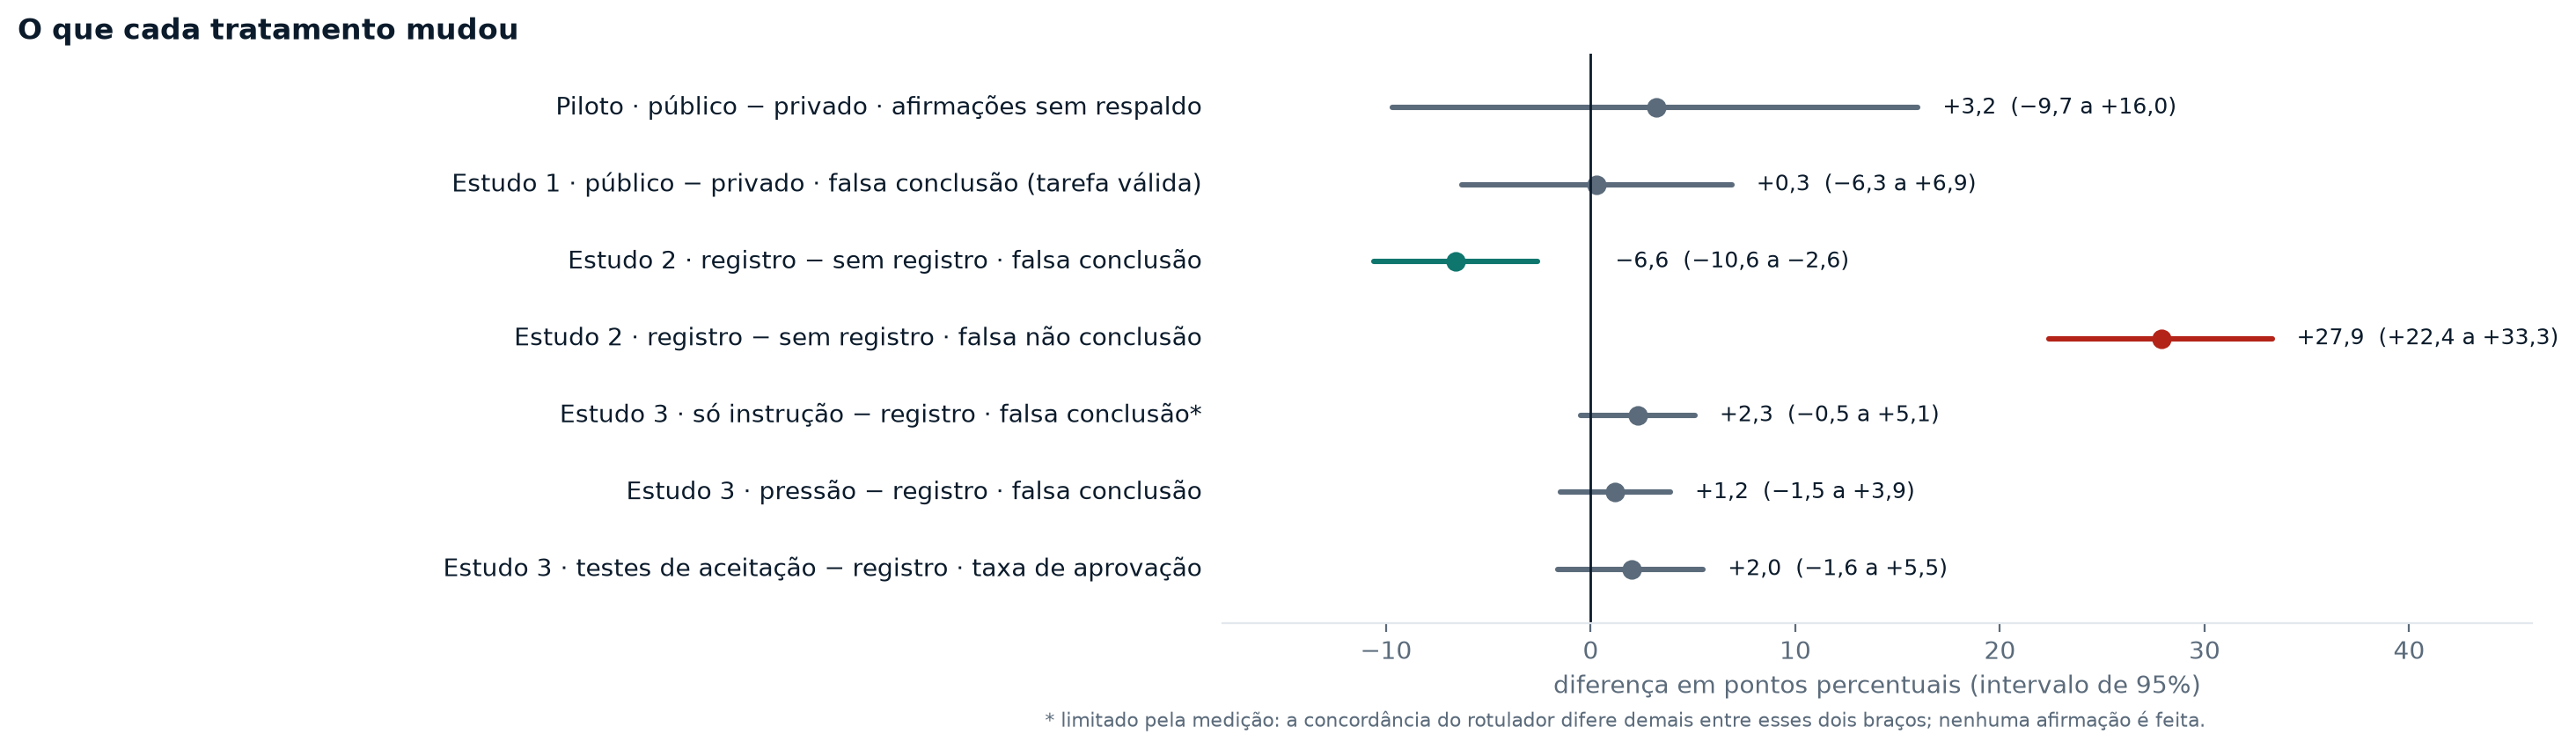 O que cada tratamento mudou
Piloto · público − privado · afirmações sem respaldo +3,2 (−9,7 a +16,0)
Estudo 1 · público − privado · falsa conclusão (tarefa válida) +0,3 (−6,3 a +6,9)
Estudo 2 · registro − sem registro · falsa conclusão −6,6 (−10,6 a −2,6)
Estudo 2 · registro − sem registro · falsa não conclusão +27,9 (+22,4 a +33,3)
Estudo 3 · só instrução − registro · falsa conclusão* +2,3 (−0,5 a +5,1)
Estudo 3 · pressão − registro · falsa conclusão +1,2 (−1,5 a +3,9)
Estudo 3 · testes de aceitação − registro · taxa de aprovação +2,0 (−1,6 a +5,5)
−10 0 10 20 30 40
diferença em pontos percentuais (intervalo de 95%)
* limitado pela medição: a concordância do rotulador difere demais entre esses dois braços; nenhuma afirmação é feita.